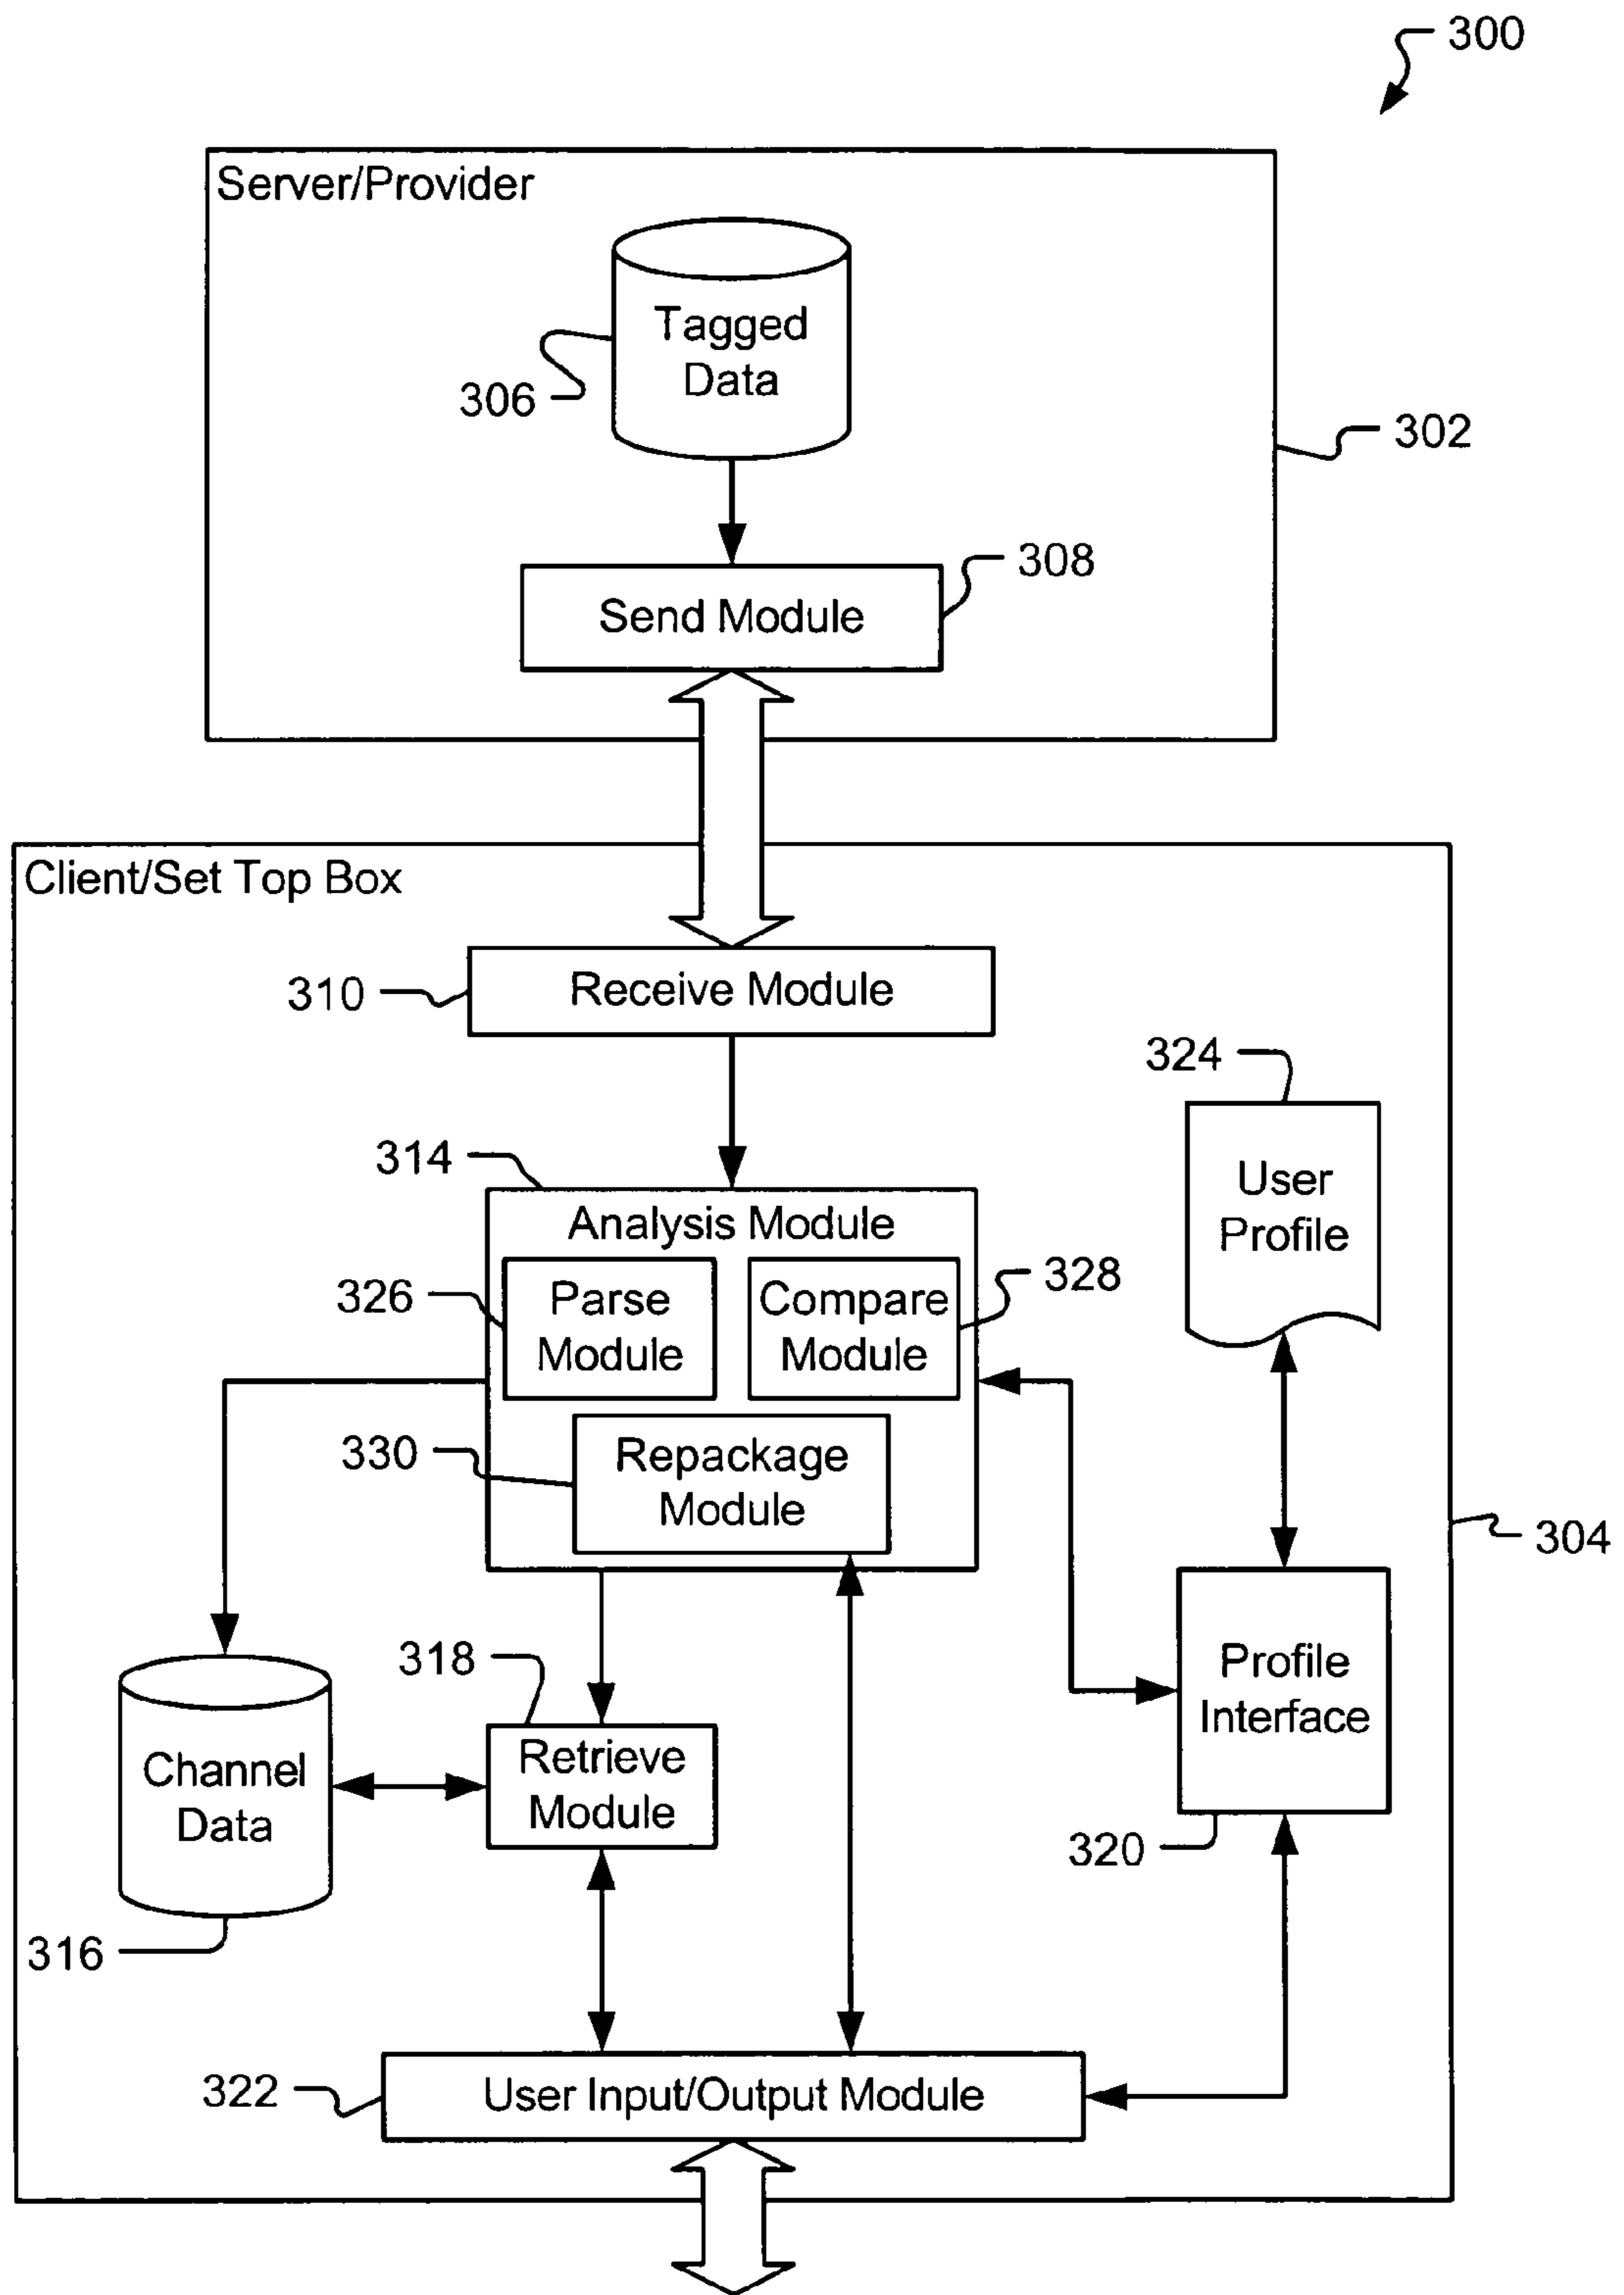 300
Server/Provider
Tagged
Data
306
302
308
Send Module
Client/Set Top Box
310
Receive Module
324
314
User
Profile
Analysis Module
326
Parse
Module
Compare
Module
328
330
Repackage
Module
304
318
Profile
Interface
Channel
Data
Retrieve
Module
320
316
322
User Input/Output Module